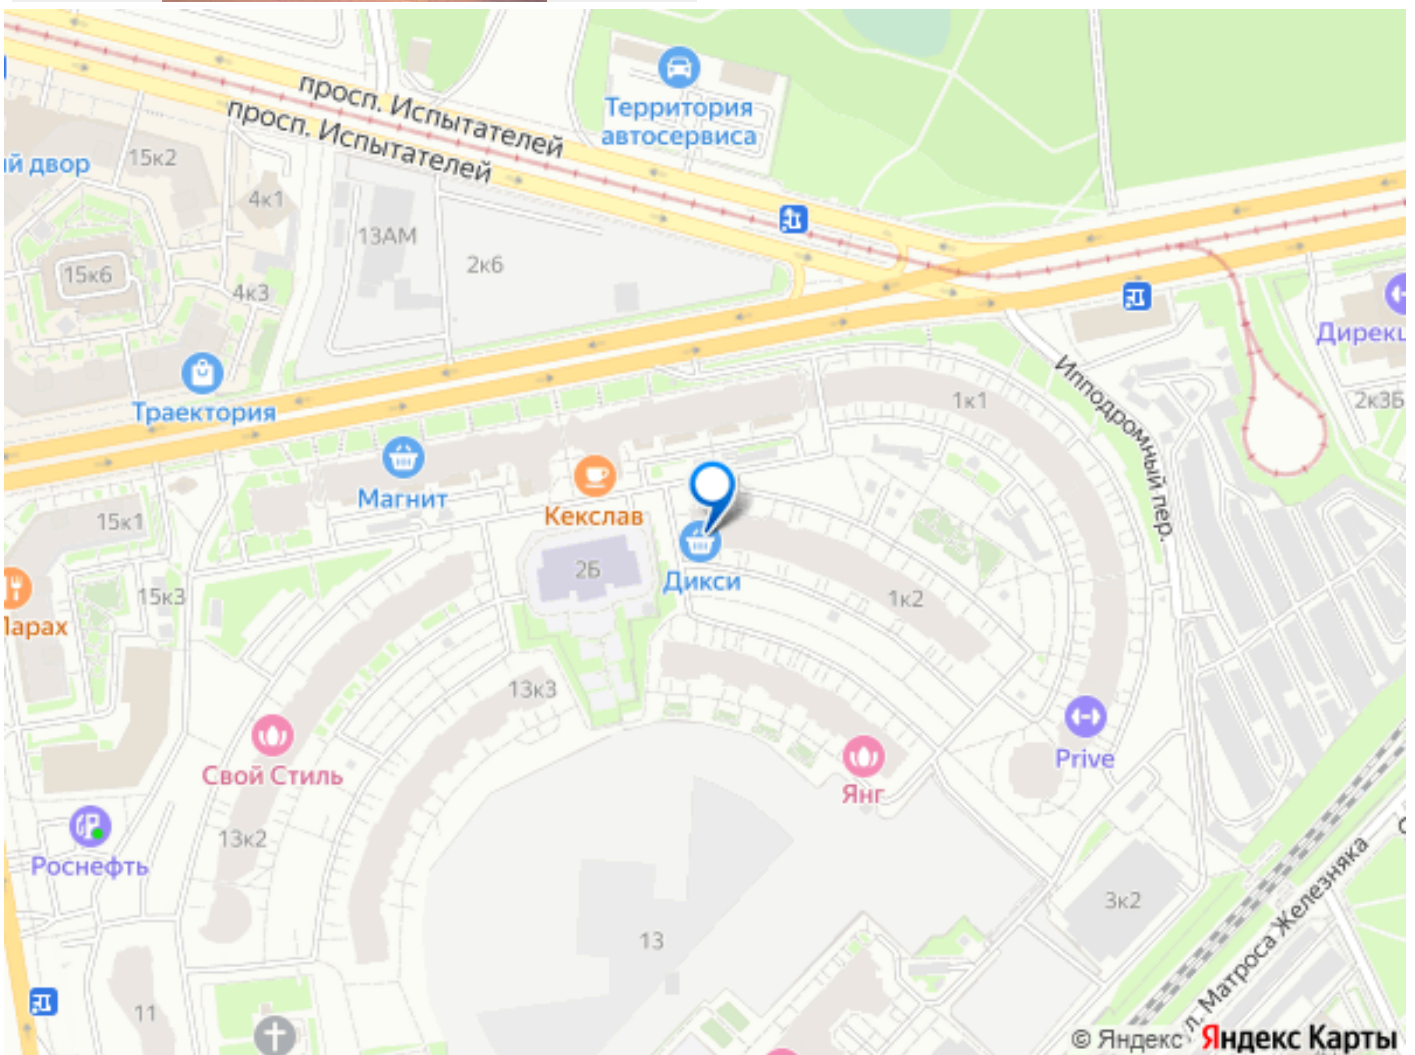 просп. Испытателей
просп. Испытателей
Территория
автосервиса
й двор
15к2
4к1
13АМ
2к6
15к6
4к3
Дирекц
Траектория
1к1
Ипподромный пер.
2к3Б
Магнит
Кекслав
15к1
2Б
Дикси
15к3
1к2
Парах
13к3
Свой Стиль
Prive
Янг
Роснефть
13к2
3к2
л. Матроса Железняка
13
11
© Яндекс Яндекс Карты